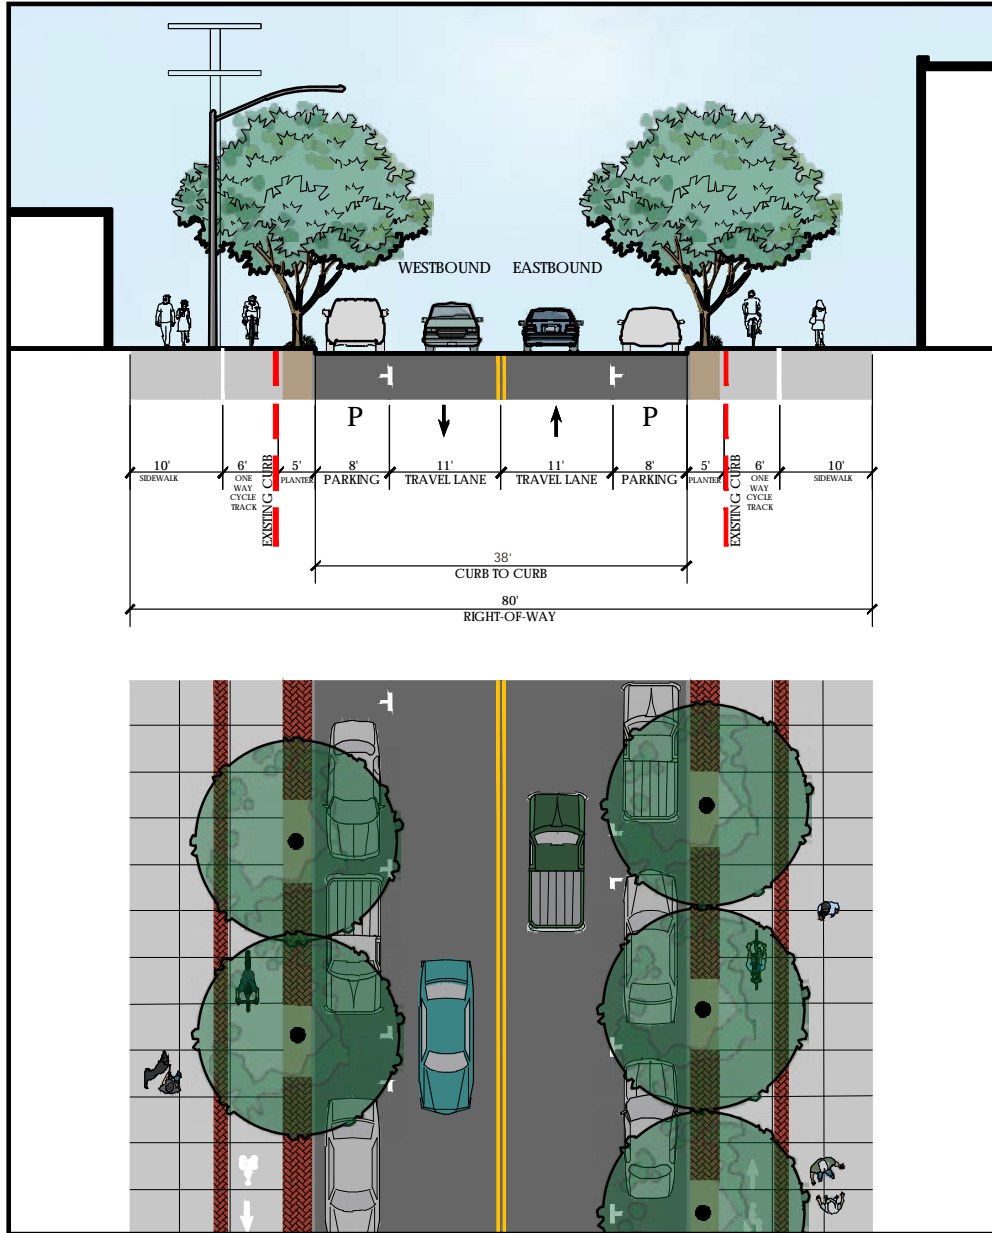 WESTBOUND EASTBOUND
P P
10' 6' 5' 8' 11' 11' 8' 5' 6' 10'
SIDEWALK ONE PLANTER PARKING TRAVEL LANE TRAVEL LANE PARKING PLANTER ONE SIDEWALK
WAY WAY
CYCLE CYCLE
TRACK TRACK
EXISTING CURB EXISTING CURB
38'
CURB TO CURB
80'
RIGHT-OF-WAY